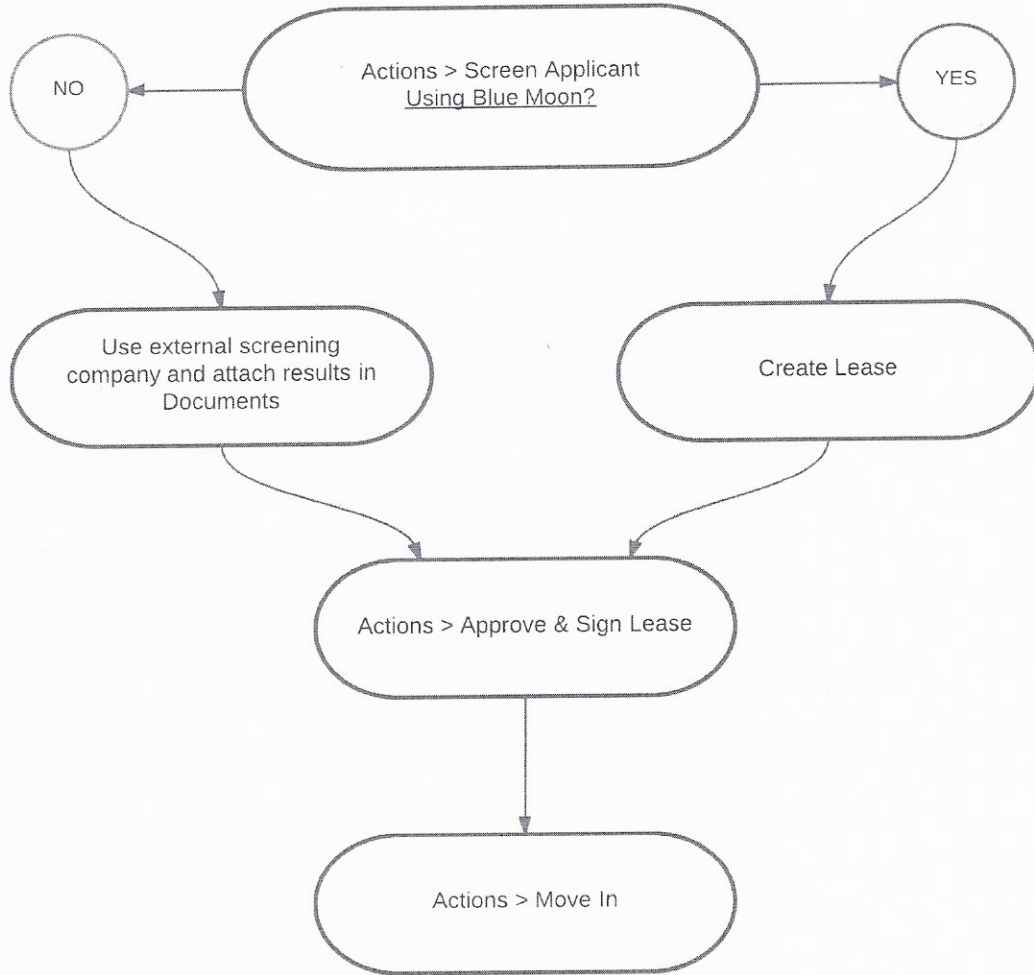 Actions > Screen Applicant
Using Blue Moon?
NO
YES
Use external screening
company and attach results in
Documents
Create Lease
Actions > Approve & Sign Lease
Actions > Move In